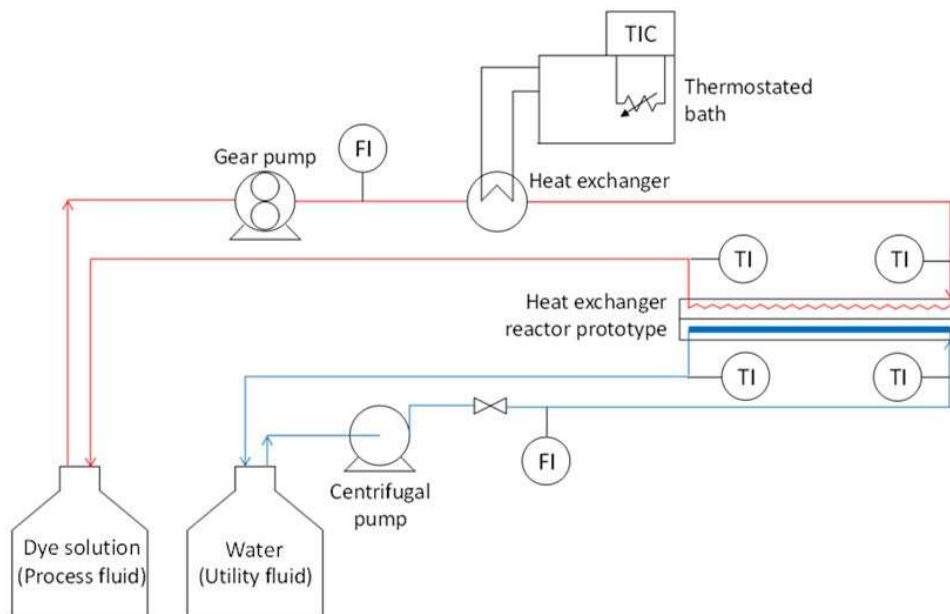 TIC
Thermostated
bath
FI
Gear pump
Heat exchanger
TI
TI
Heat exchanger
reactor prototype
TI
TI
FI
Centrifugal
pump
Dye solution
(Process fluid)
Water
(Utility fluid)